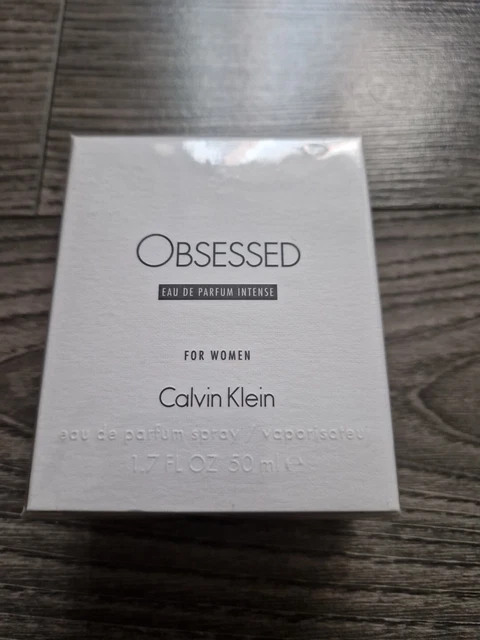 OBSESSED
EAU DE PARFUM INTENSE
FOR WOMEN
Calvin Klein
eau de parfum spray / vaporisateur
1.7 FL OZ 50 ml ℮